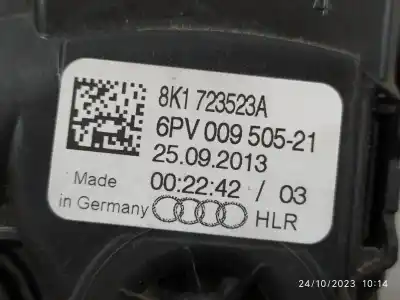 8K1 723523A
6PV 009 505-21
25.09.2013
00:22:42 / 03
Made
in Germany
HLR
24/10/2023 10:14